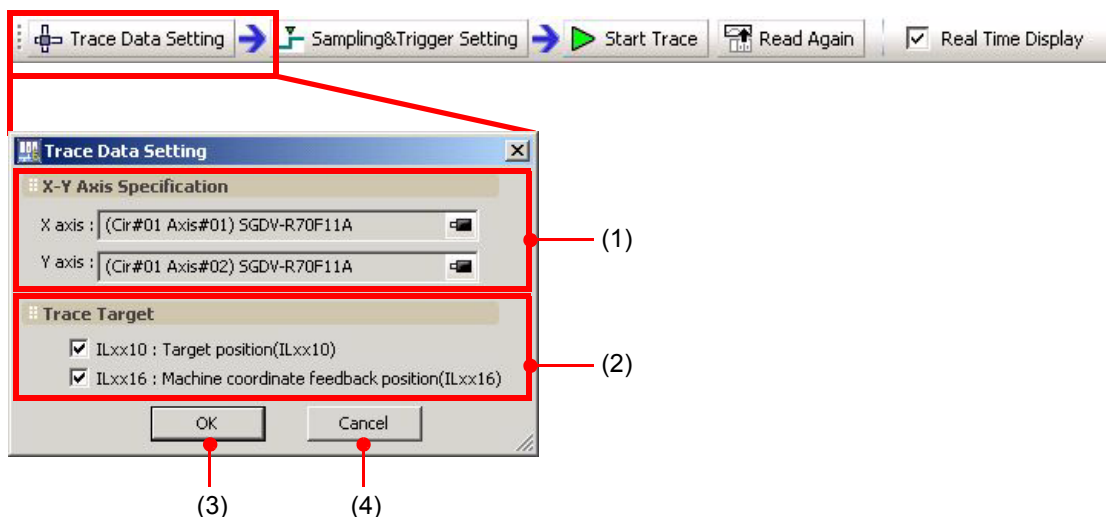 Trace Data Setting Sampling&Trigger Setting Start Trace Read Again Real Time Display
Trace Data Setting
X-Y Axis Specification
X axis : (Cir#01 Axis#01) SGDV-R70F11A
(1)
Y axis : (Cir#01 Axis#02) SGDV-R70F11A
Trace Target
ILxx10 : Target position(ILxx10)
(2)
ILxx16 : Machine coordinate feedback position(ILxx16)
OK Cancel
(3) (4)